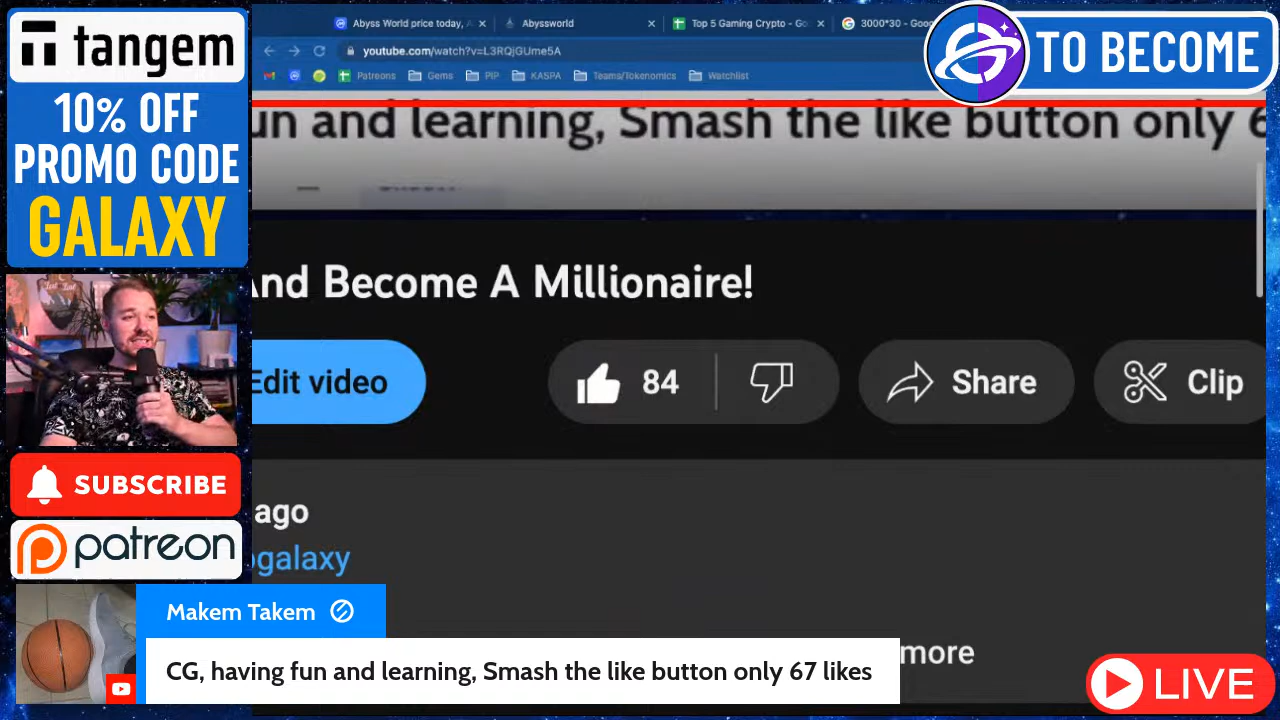 tangem
10% OFF
PROMO CODE
GALAXY
Abyss World price today, A
Abyssworld
Top 5 Gaming Crypto - Go
3000*30 - Goog
youtube.com/watch?v=L3RQjGUme5A
Patreons
Gems
PIP
KASPA
Teams/Tokenomics
Watchlist
TO BECOME
un and learning, Smash the like button only 6
And Become A Millionaire!
Edit video
84
Share
Clip
ago
ogalaxy
more
SUBSCRIBE
patreon
Makem Takem
CG, having fun and learning, Smash the like button only 67 likes
LIVE